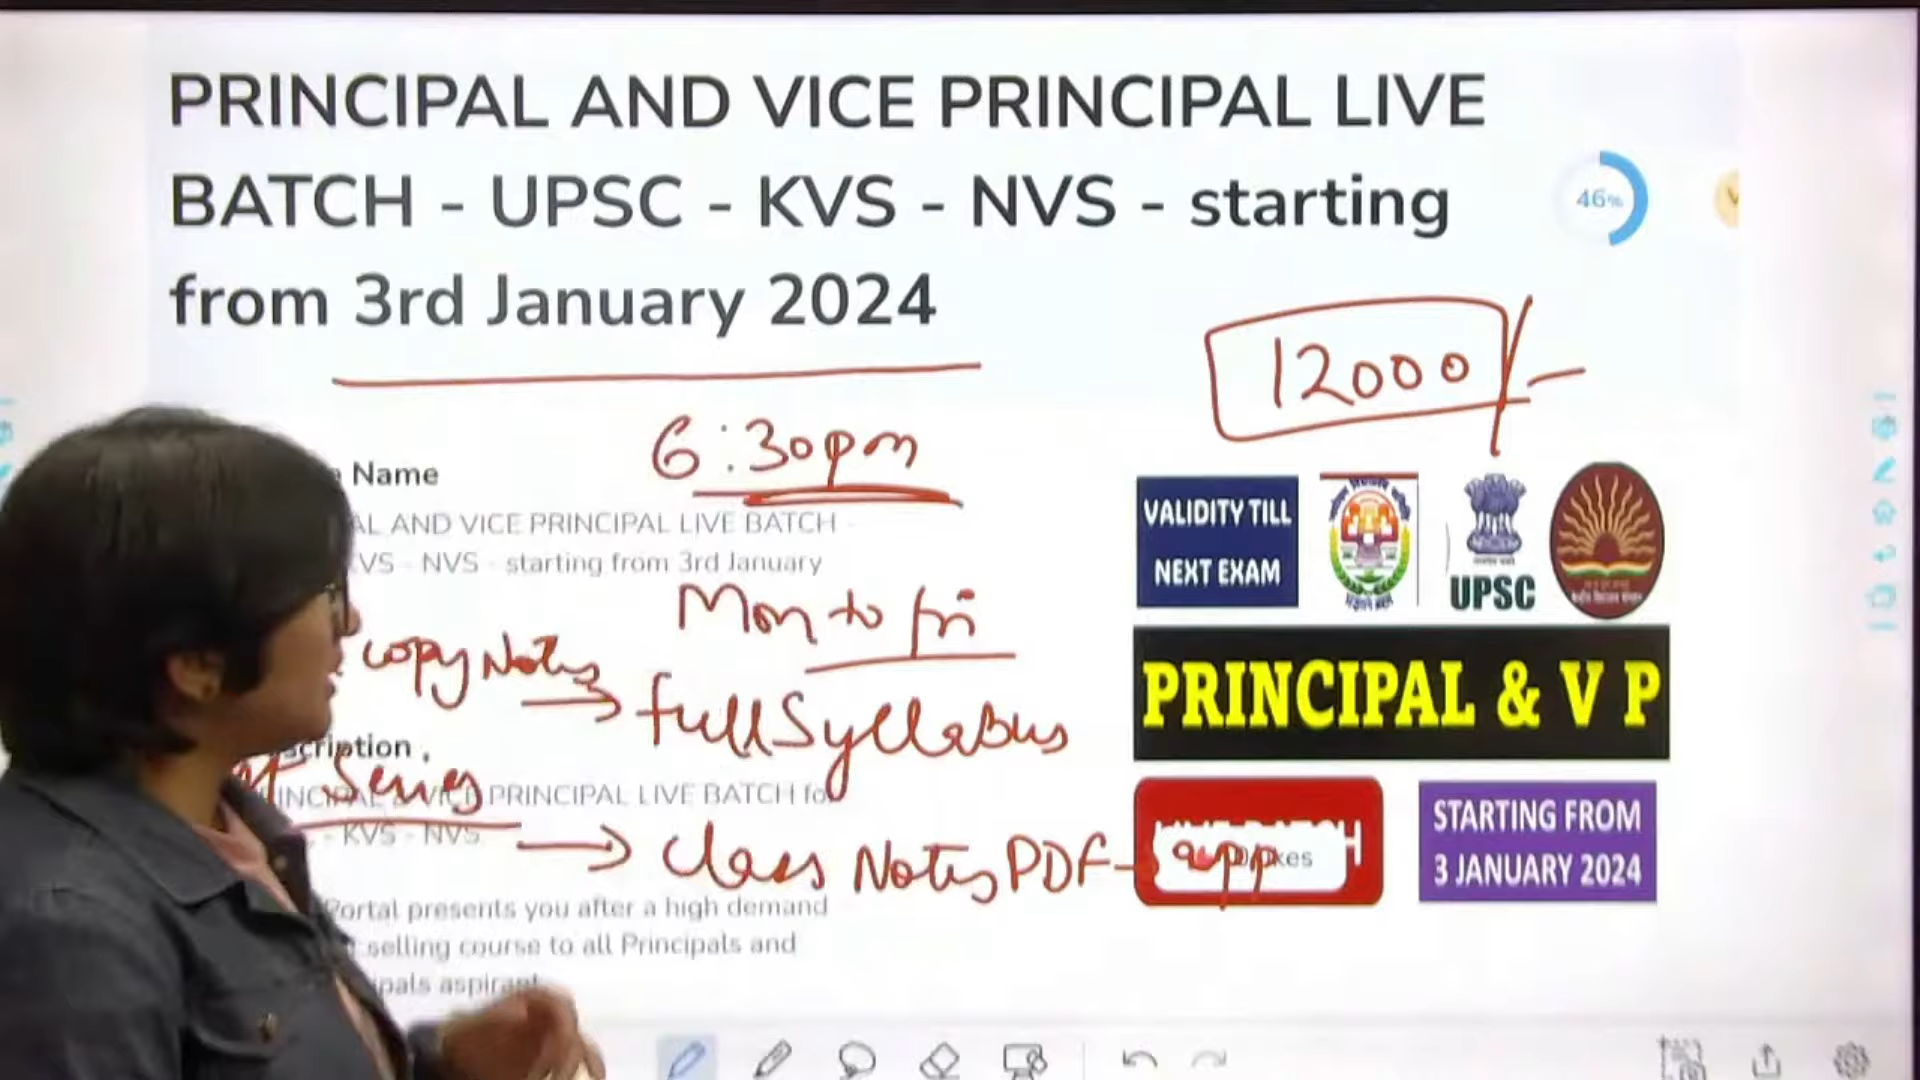 PRINCIPAL AND VICE PRINCIPAL LIVE
BATCH - UPSC - KVS - NVS - starting
from 3rd January 2024
46%
12000/-
6:30pm
Name
AL AND VICE PRINCIPAL LIVE BATCH -
VS - NVS - starting from 3rd January
Mon to fri
copy Notes → full Syllabus
scription
Series
INCIPAL & VICE PRINCIPAL LIVE BATCH fo
- KVS - NVS
→ Class Notes PDF → app
Portal presents you after a high demand
selling course to all Principals and
ipals aspirant
VALIDITY TILL
NEXT EXAM
UPSC
PRINCIPAL & V P
STARTING FROM
3 JANUARY 2024